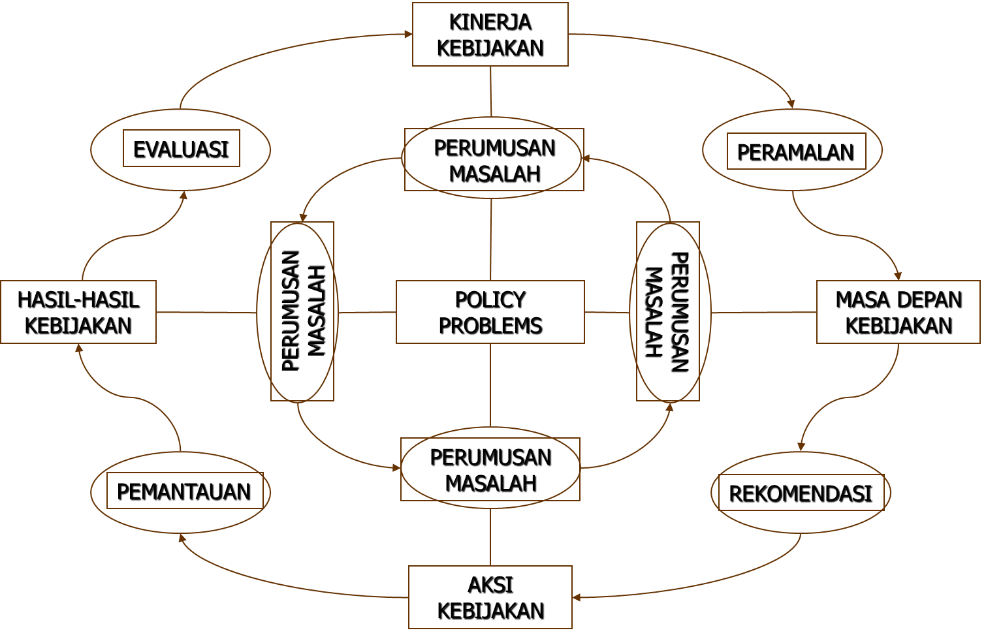 KINERJA
KEBIJAKAN
EVALUASI
PERUMUSAN
MASALAH
PERAMALAN
HASIL-HASIL
KEBIJAKAN
PERUMUSAN
MASALAH
POLICY
PROBLEMS
PERUMUSAN
MASALAH
MASA DEPAN
KEBIJAKAN
PEMANTAUAN
PERUMUSAN
MASALAH
REKOMENDASI
AKSI
KEBIJAKAN